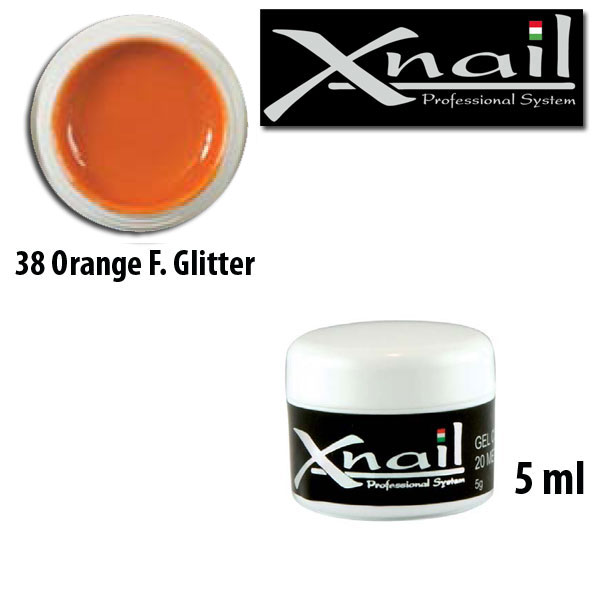 Xnail
Professional System
38 Orange F. Glitter
Xnail
Professional System
GEL
20
5g
5 ml